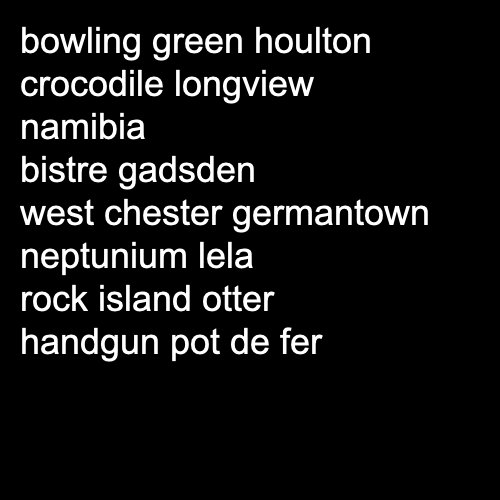 bowling green houlton
crocodile longview
namibia
bistre gadsden
west chester germantown
neptunium lela
rock island otter
handgun pot de fer